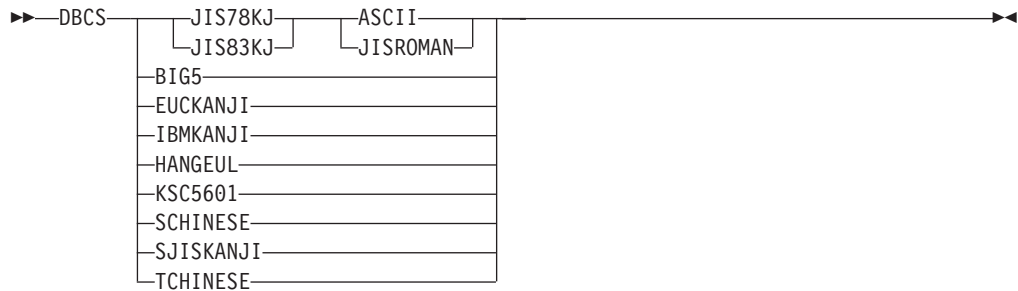 DBCS JIS78KJ ASCII
JIS83KJ JISROMAN
BIG5
EUCKANJI
IBMKANJI
HANGEUL
KSC5601
SCHINESE
SJISKANJI
TCHINESE